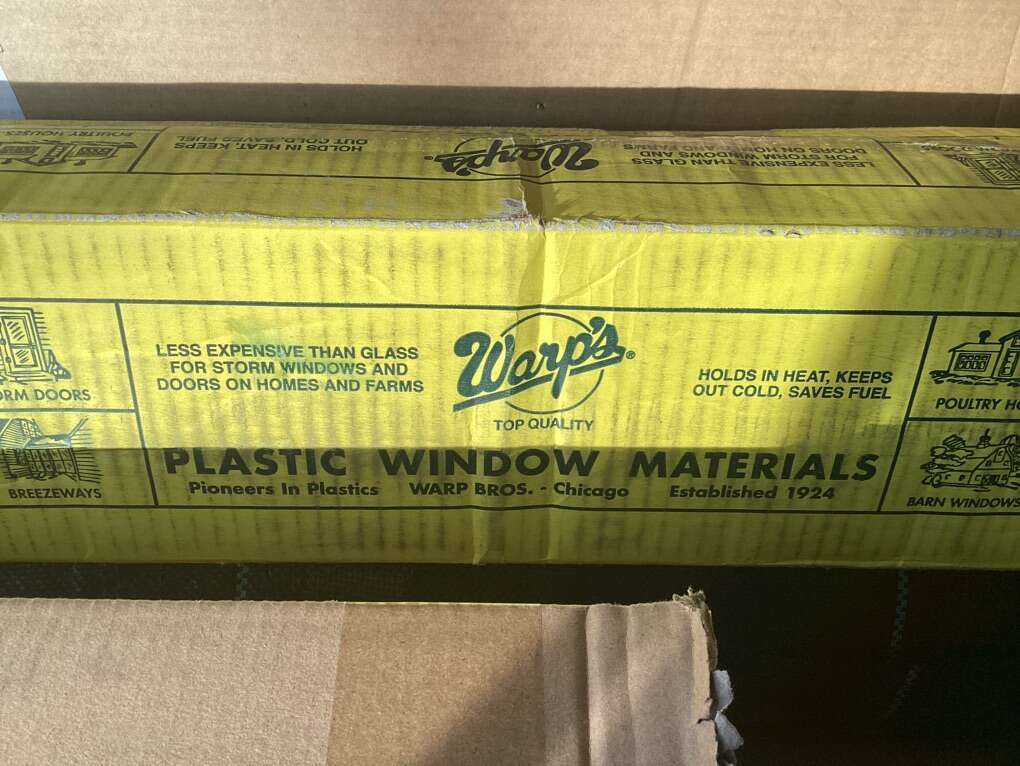 POULTRY HOUSES
HOLDS IN HEAT, KEEPS
OUT COLD, SAVES FUEL
Warp's
LESS EXPENSIVE THAN GLASS
FOR STORM WINDOWS AND
DOORS ON HOMES AND FARMS
RM DOORS
BREEZEWAYS
LESS EXPENSIVE THAN GLASS
FOR STORM WINDOWS AND
DOORS ON HOMES AND FARMS
Warp's®
TOP QUALITY
HOLDS IN HEAT, KEEPS
OUT COLD, SAVES FUEL
PLASTIC WINDOW MATERIALS
Pioneers In Plastics WARP BROS. - Chicago Established 1924
POULTRY HO
BARN WINDOWS